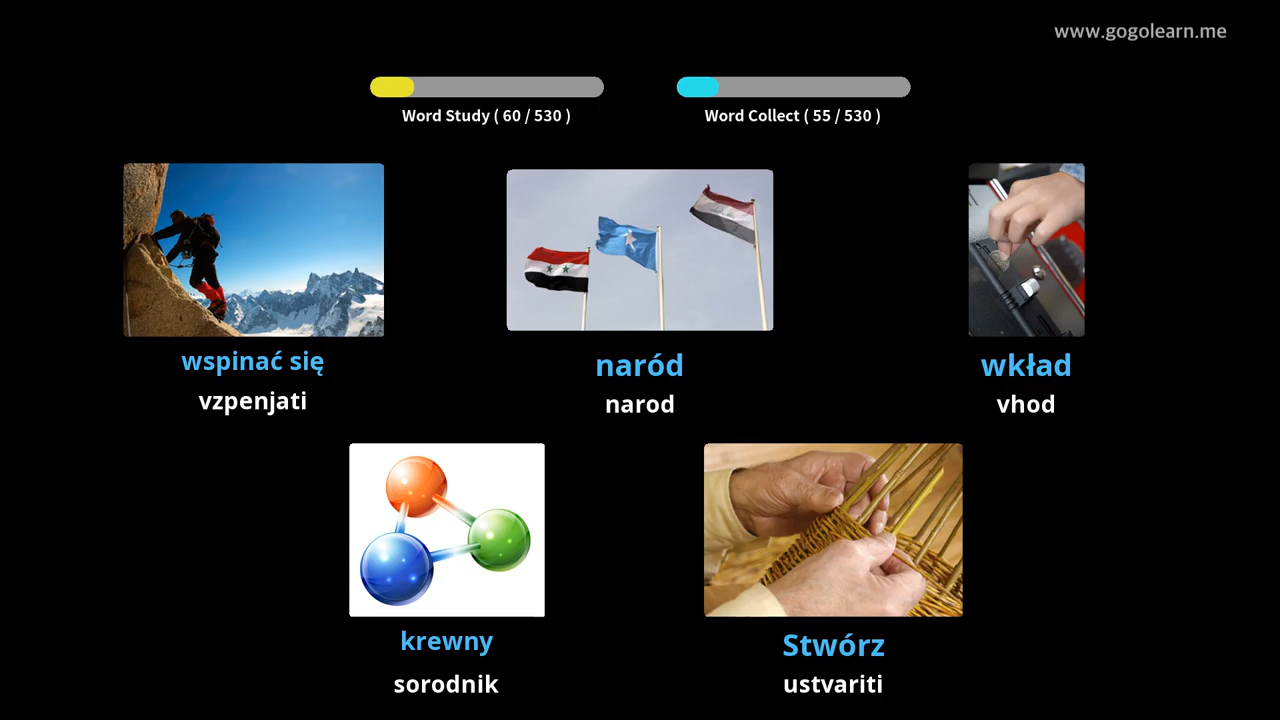 www.gogolearn.me
Word Study ( 60 / 530 )
Word Collect ( 55 / 530 )
wspinać się
vzpenjati
naród
narod
wkład
vhod
krewny
sorodnik
Stwórz
ustvariti